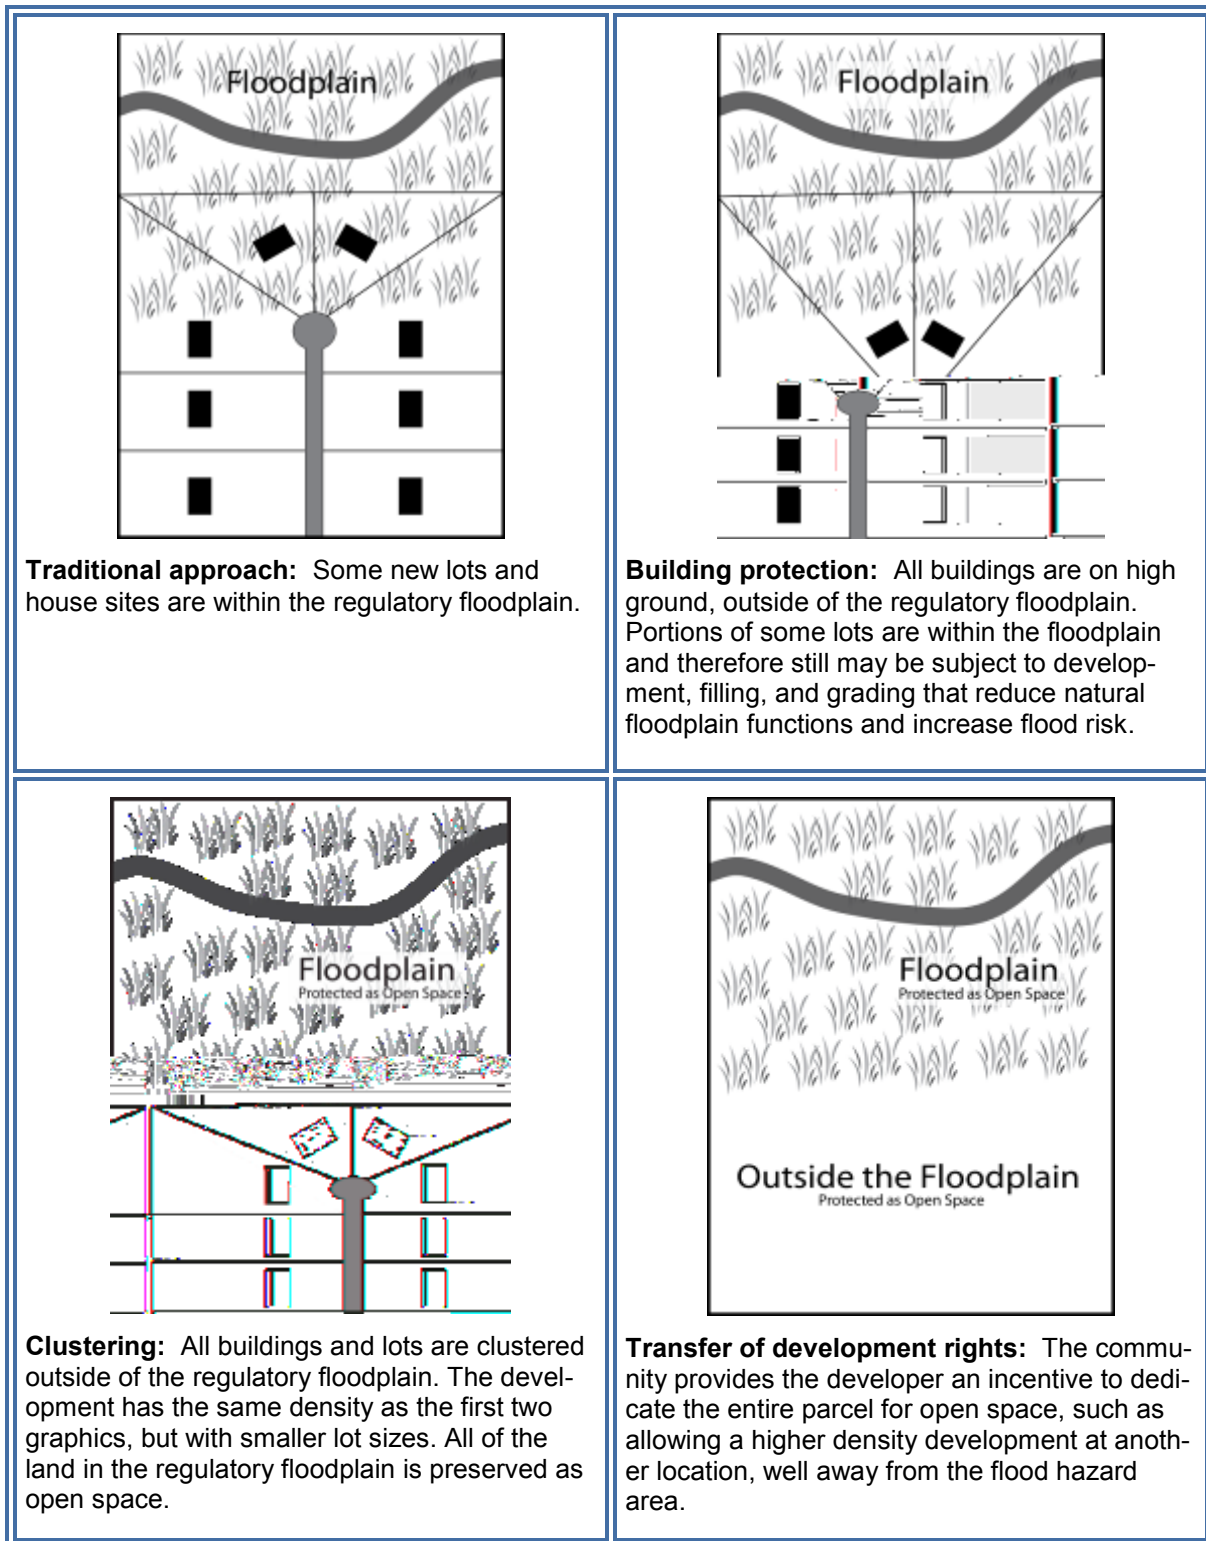 Floodplain
Traditional approach:  Some new lots and
house sites are within the regulatory floodplain.
Floodplain
Building protection:  All buildings are on high
ground, outside of the regulatory floodplain.
Portions of some lots are within the floodplain
and therefore still may be subject to develop-
ment, filling, and grading that reduce natural
floodplain functions and increase flood risk.
Floodplain
Protected as Open Space
Clustering:  All buildings and lots are clustered
outside of the regulatory floodplain. The devel-
opment has the same density as the first two
graphics, but with smaller lot sizes. All of the
land in the regulatory floodplain is preserved as
open space.
Floodplain
Protected as Open Space
Outside the Floodplain
Protected as Open Space
Transfer of development rights:  The commu-
nity provides the developer an incentive to dedi-
cate the entire parcel for open space, such as
allowing a higher density development at anoth-
er location, well away from the flood hazard
area.